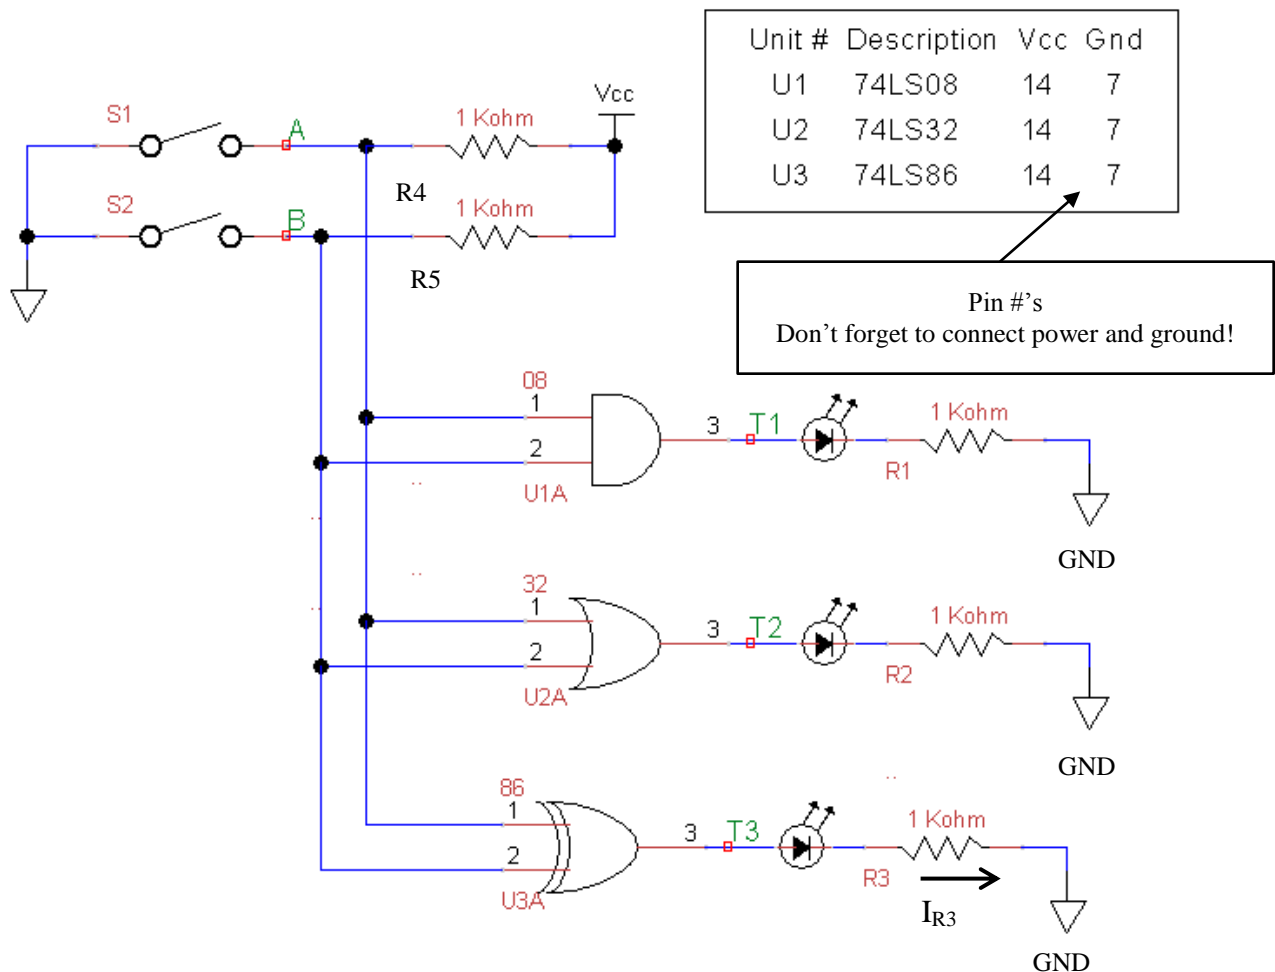 Unit # Description Vcc Gnd
U1 74LS08 14 7
U2 74LS32 14 7
U3 74LS86 14 7
Pin #’s
Don’t forget to connect power and ground!
Vcc
S1
A
1 Kohm
R4
S2
B
1 Kohm
R5
08
1
2
U1A
3
T1
R1
1 Kohm
GND
32
1
2
U2A
3
T2
R2
1 Kohm
GND
86
1
2
U3A
3
T3
R3
1 Kohm
IR3
GND